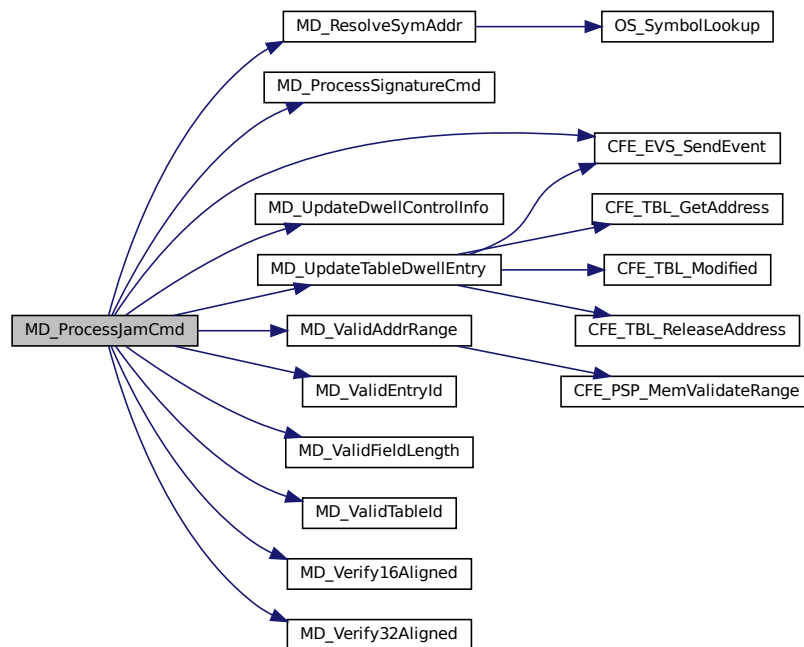 MD_ResolveSymAddr
OS_SymbolLookup
MD_ProcessSignatureCmd
CFE_EVS_SendEvent
MD_UpdateDwellControlInfo
CFE_TBL_GetAddress
MD_UpdateTableDwellEntry
CFE_TBL_Modified
MD_ProcessJamCmd
MD_ValidAddrRange
CFE_TBL_ReleaseAddress
MD_ValidEntryId
CFE_PSP_MemValidateRange
MD_ValidFieldLength
MD_ValidTableId
MD_Verify16Aligned
MD_Verify32Aligned